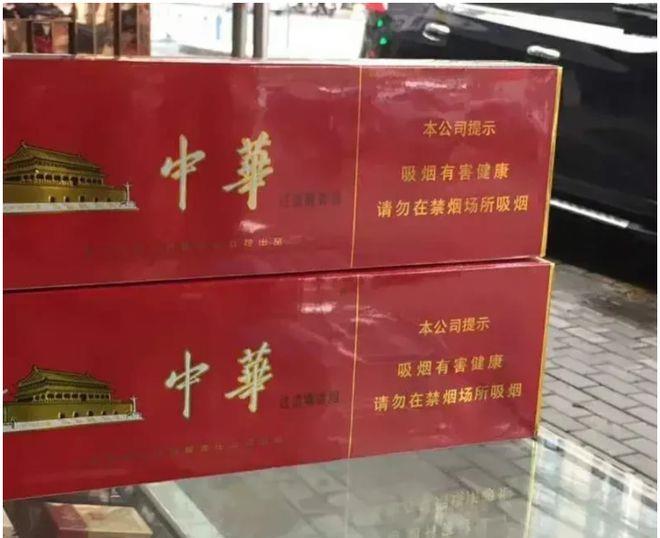 中華
本公司提示
吸烟有害健康
请勿在禁烟场所吸烟
中華
本公司提示
吸烟有害健康
请勿在禁烟场所吸烟